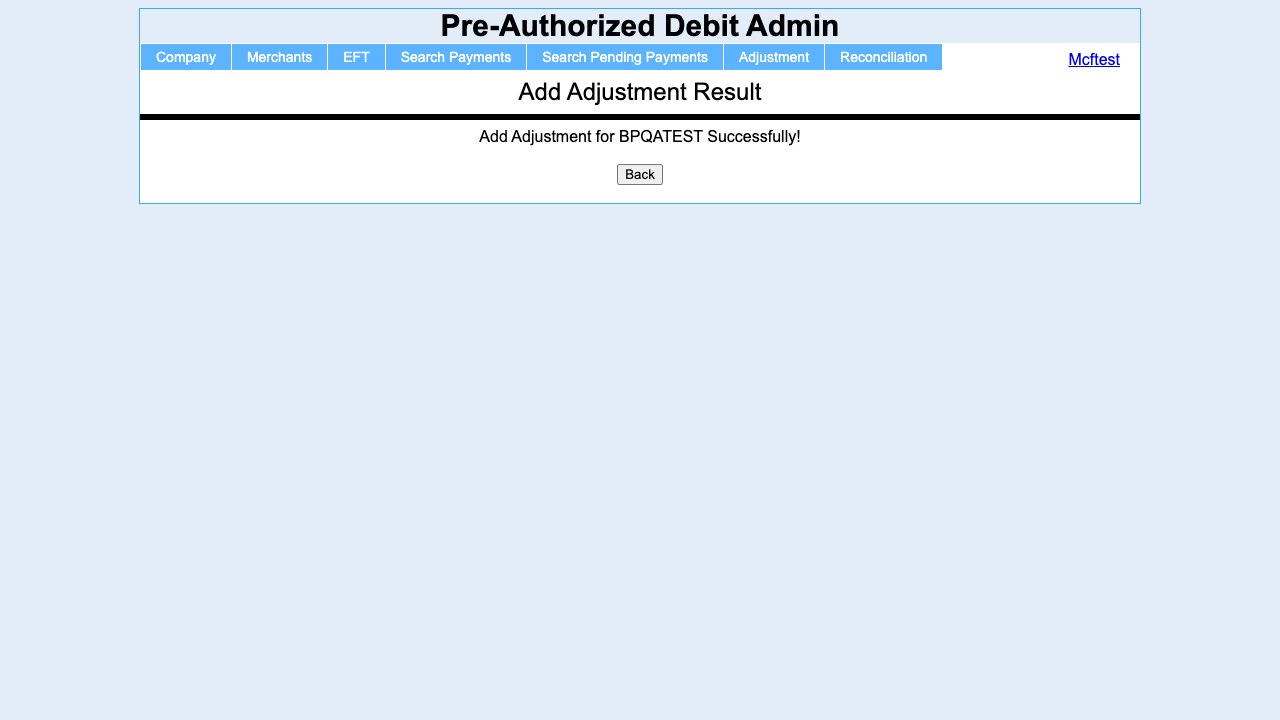 Pre-Authorized Debit Admin
Company Merchants EFT Search Payments Search Pending Payments Adjustment Reconciliation Mcftest
Add Adjustment Result
Add Adjustment for BPQATEST Successfully!
Back